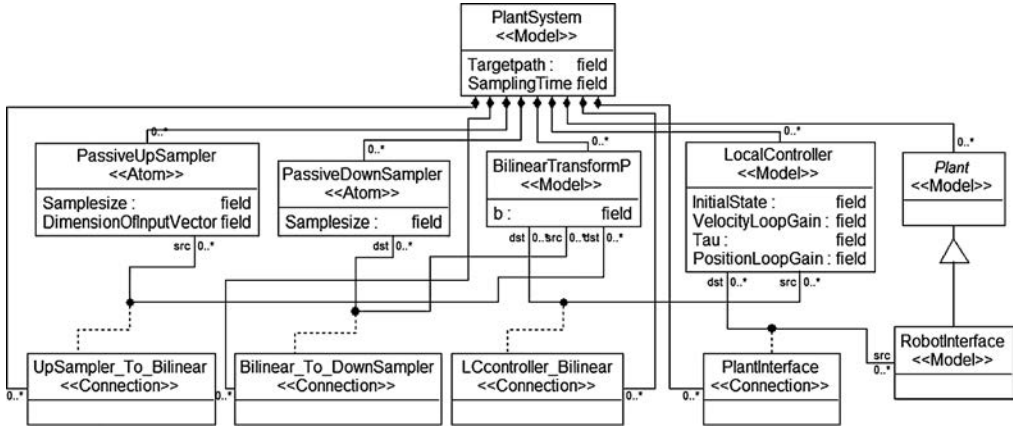 PlantSystem
<<Model>>
Targetpath : field
SamplingTime field
0..*
0..*
0..*
0..*
0..*
PassiveUpSampler
<<Atom>>
Samplesize : field
DimensionOfInputVector field
PassiveDownSampler
<<Atom>>
Samplesize : field
BilinearTransformP
<<Model>>
b : field
LocalController
<<Model>>
InitialState : field
VelocityLoopGain : field
Tau : field
PositionLoopGain : field
Plant
<<Model>>
src 0..*
dst 0..*
dst 0..* src 0..* dst 0..*
dst 0..*
src 0..*
UpSampler_To_Bilinear
<<Connection>>
0..*
Bilinear_To_DownSampler
<<Connection>>
0..*
LCcontroller_Bilinear
<<Connection>>
0..*
PlantInterface
<<Connection>>
0..*
src
0..*
RobotInterface
<<Model>>